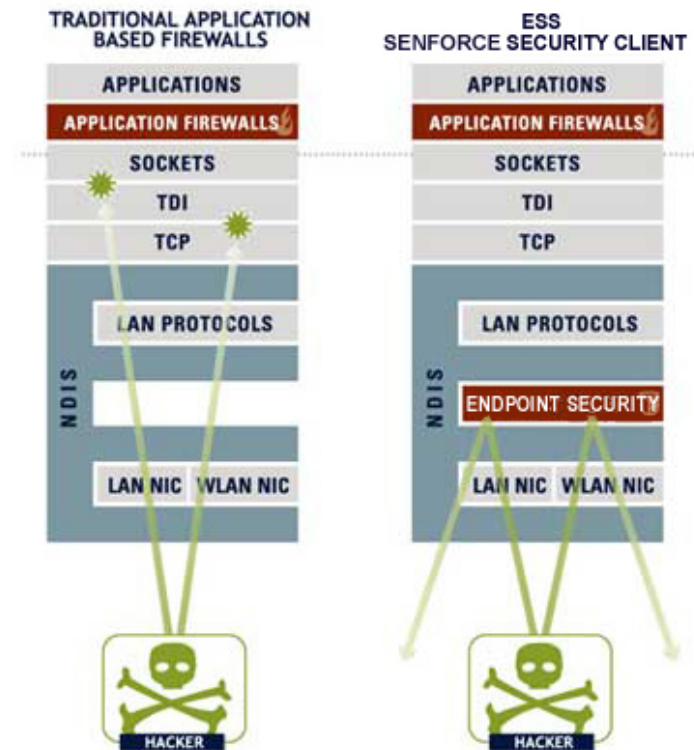 TRADITIONAL APPLICATION
BASED FIREWALLS
APPLICATIONS
APPLICATION FIREWALLS
SOCKETS
TDI
TCP
NDIS
LAN PROTOCOLS
LAN NIC
WLAN NIC
HACKER
ESS
SENFORCE SECURITY CLIENT
APPLICATIONS
APPLICATION FIREWALLS
SOCKETS
TDI
TCP
NDIS
LAN PROTOCOLS
ENDPOINT SECURITY
LAN NIC
WLAN NIC
HACKER